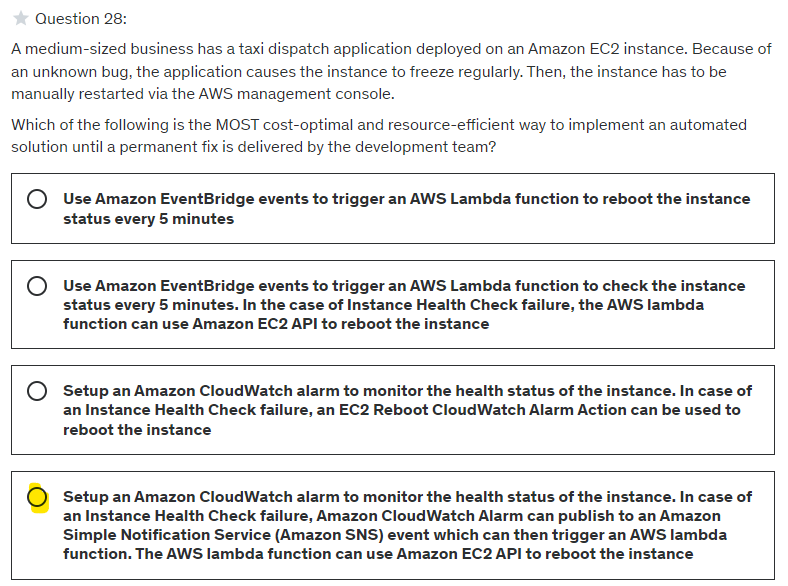 Question 28:
A medium-sized business has a taxi dispatch application deployed on an Amazon EC2 instance. Because of
an unknown bug, the application causes the instance to freeze regularly. Then, the instance has to be
manually restarted via the AWS management console.
Which of the following is the MOST cost-optimal and resource-efficient way to implement an automated
solution until a permanent fix is delivered by the development team?
Use Amazon EventBridge events to trigger an AWS Lambda function to reboot the instance
status every 5 minutes
Use Amazon EventBridge events to trigger an AWS Lambda function to check the instance
status every 5 minutes. In the case of Instance Health Check failure, the AWS lambda
function can use Amazon EC2 API to reboot the instance
Setup an Amazon CloudWatch alarm to monitor the health status of the instance. In case of
an Instance Health Check failure, an EC2 Reboot CloudWatch Alarm Action can be used to
reboot the instance
Setup an Amazon CloudWatch alarm to monitor the health status of the instance. In case of
an Instance Health Check failure, Amazon CloudWatch Alarm can publish to an Amazon
Simple Notification Service (Amazon SNS) event which can then trigger an AWS lambda
function. The AWS lambda function can use Amazon EC2 API to reboot the instance